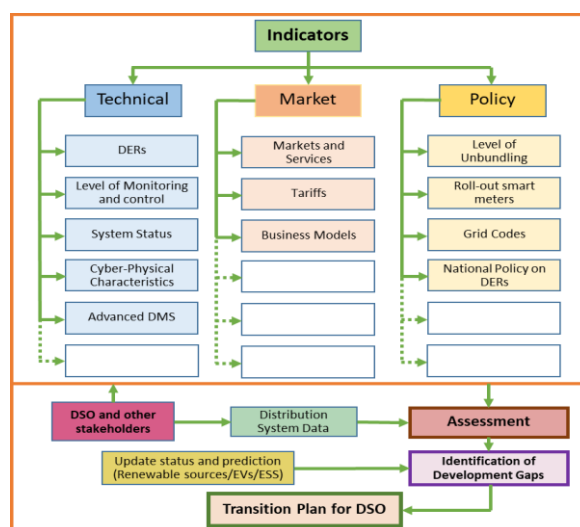 Indicators
Technical
Market
Policy
DERs
Level of Monitoring
and control
System Status
Cyber-Physical
Characteristics
Advanced DMS
Markets and
Services
Tariffs
Business Models
Level of
Unbundling
Roll-out smart
meters
Grid Codes
National Policy on
DERs
DSO and other
stakeholders
Distribution
System Data
Assessment
Update status and prediction
(Renewable sources/EVs/ESS)
Identification of
Development Gaps
Transition Plan for DSO